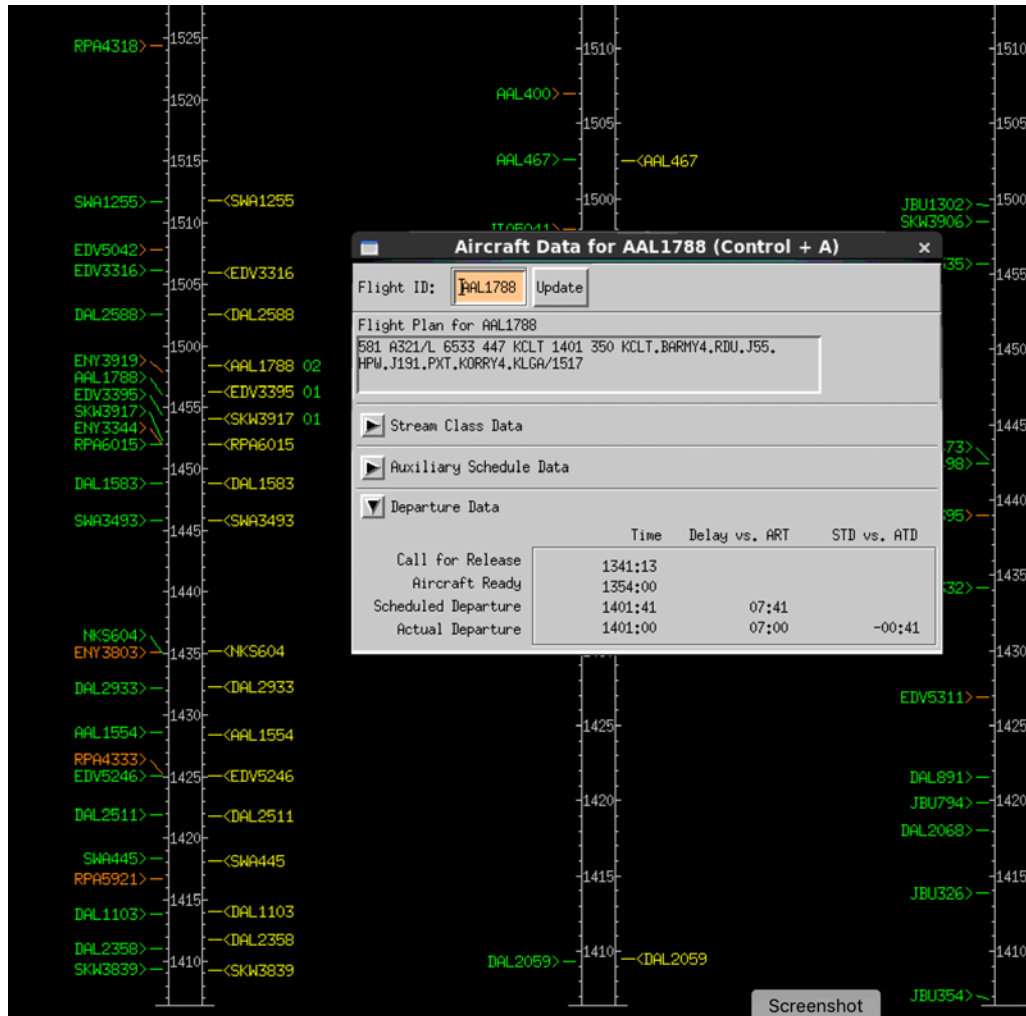 RPA4318>
1525
1520
1515
SWA1255>
<SWA1255
1510
EDV5042>
EDV3316>
<EDV3316
1505
DAL2588>
<DAL2588
1500
ENY3919>
<AAL1788 02
AAL1788>
EDV3395>
<EDV3395 01
1455
SKW3917>
<SKW3917 01
ENY3344>
RPA6015>
<RPA6015
1450
DAL1583>
<DAL1583
SWA3493>
<SWA3493
1445
1440
NKS604>
ENY3803>
1435
<NKS604
DAL2933>
<DAL2933
1430
AAL1554>
<AAL1554
RPA4333>
EDV5246>
1425
<EDV5246
DAL2511>
<DAL2511
1420
SWA445>
<SWA445
RPA5921>
1415
DAL1103>
<DAL1103
DAL2358>
<DAL2358
SKW3839>
1410
<SKW3839
1510
AAL400>
1505
AAL467>
<AAL467
1500
Aircraft Data for AAL1788 (Control + A)
Flight ID: AAL1788 Update
Flight Plan for AAL1788
581 A321/L 6533 447 KCLT 1401 350 KCLT.BARMY4.RDU.J55.
HPW.J191.PXT.KORRY4.KLGA/1517
Stream Class Data
Auxiliary Schedule Data
Departure Data
Time Delay vs. ART STD vs. ATD
Call for Release 1341:13
Aircraft Ready 1354:00
Scheduled Departure 1401:41 07:41
Actual Departure 1401:00 07:00 -00:41
1425
1420
1415
1410
DAL2059>
<DAL2059
1510
1505
1500
JBU1302>
SKW3906>
35>
1455
1450
1445
73>
98>
1440
95>
1435
32>
1430
EDV5311>
1425
DAL891>
1420
JBU794>
DAL2068>
1415
JBU326>
1410
JBU354>
Screenshot